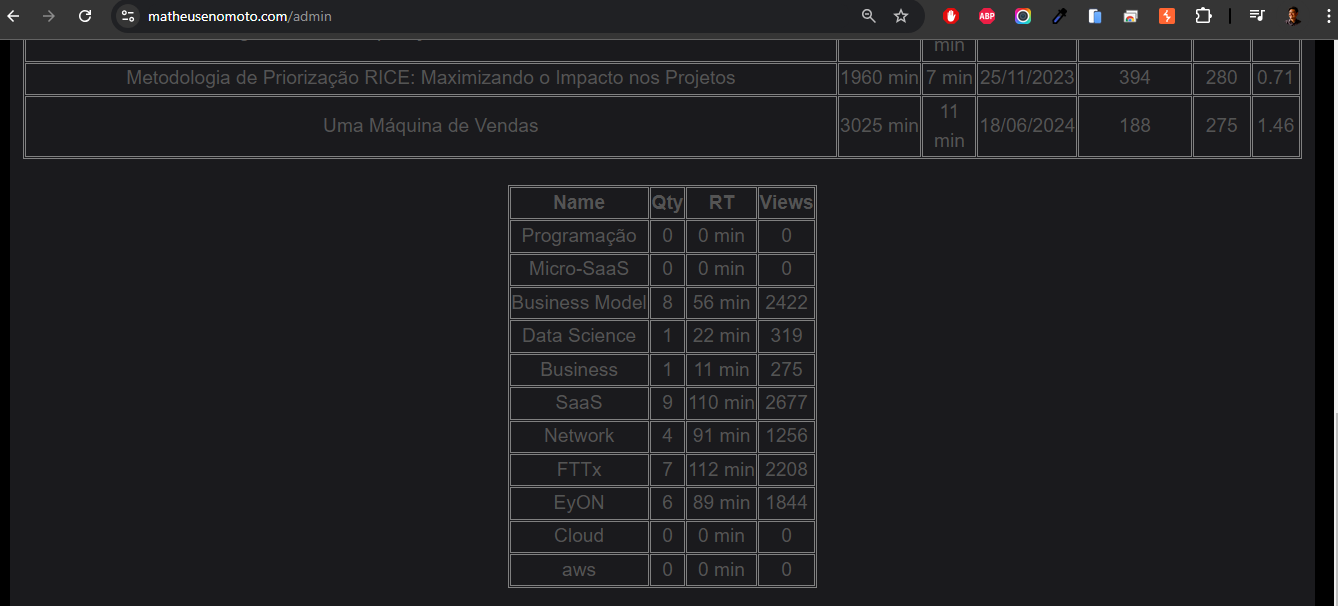 matheusenomoto.com/admin
ABP
min
Metodologia de Priorização RICE: Maximizando o Impacto nos Projetos 1960 min 7 min 25/11/2023 394 280 0.71
Uma Máquina de Vendas 3025 min 11 min 18/06/2024 188 275 1.46
Name Qty RT Views
Programação 0 0 min 0
Micro-SaaS 0 0 min 0
Business Model 8 56 min 2422
Data Science 1 22 min 319
Business 1 11 min 275
SaaS 9 110 min 2677
Network 4 91 min 1256
FTTx 7 112 min 2208
EyON 6 89 min 1844
Cloud 0 0 min 0
aws 0 0 min 0